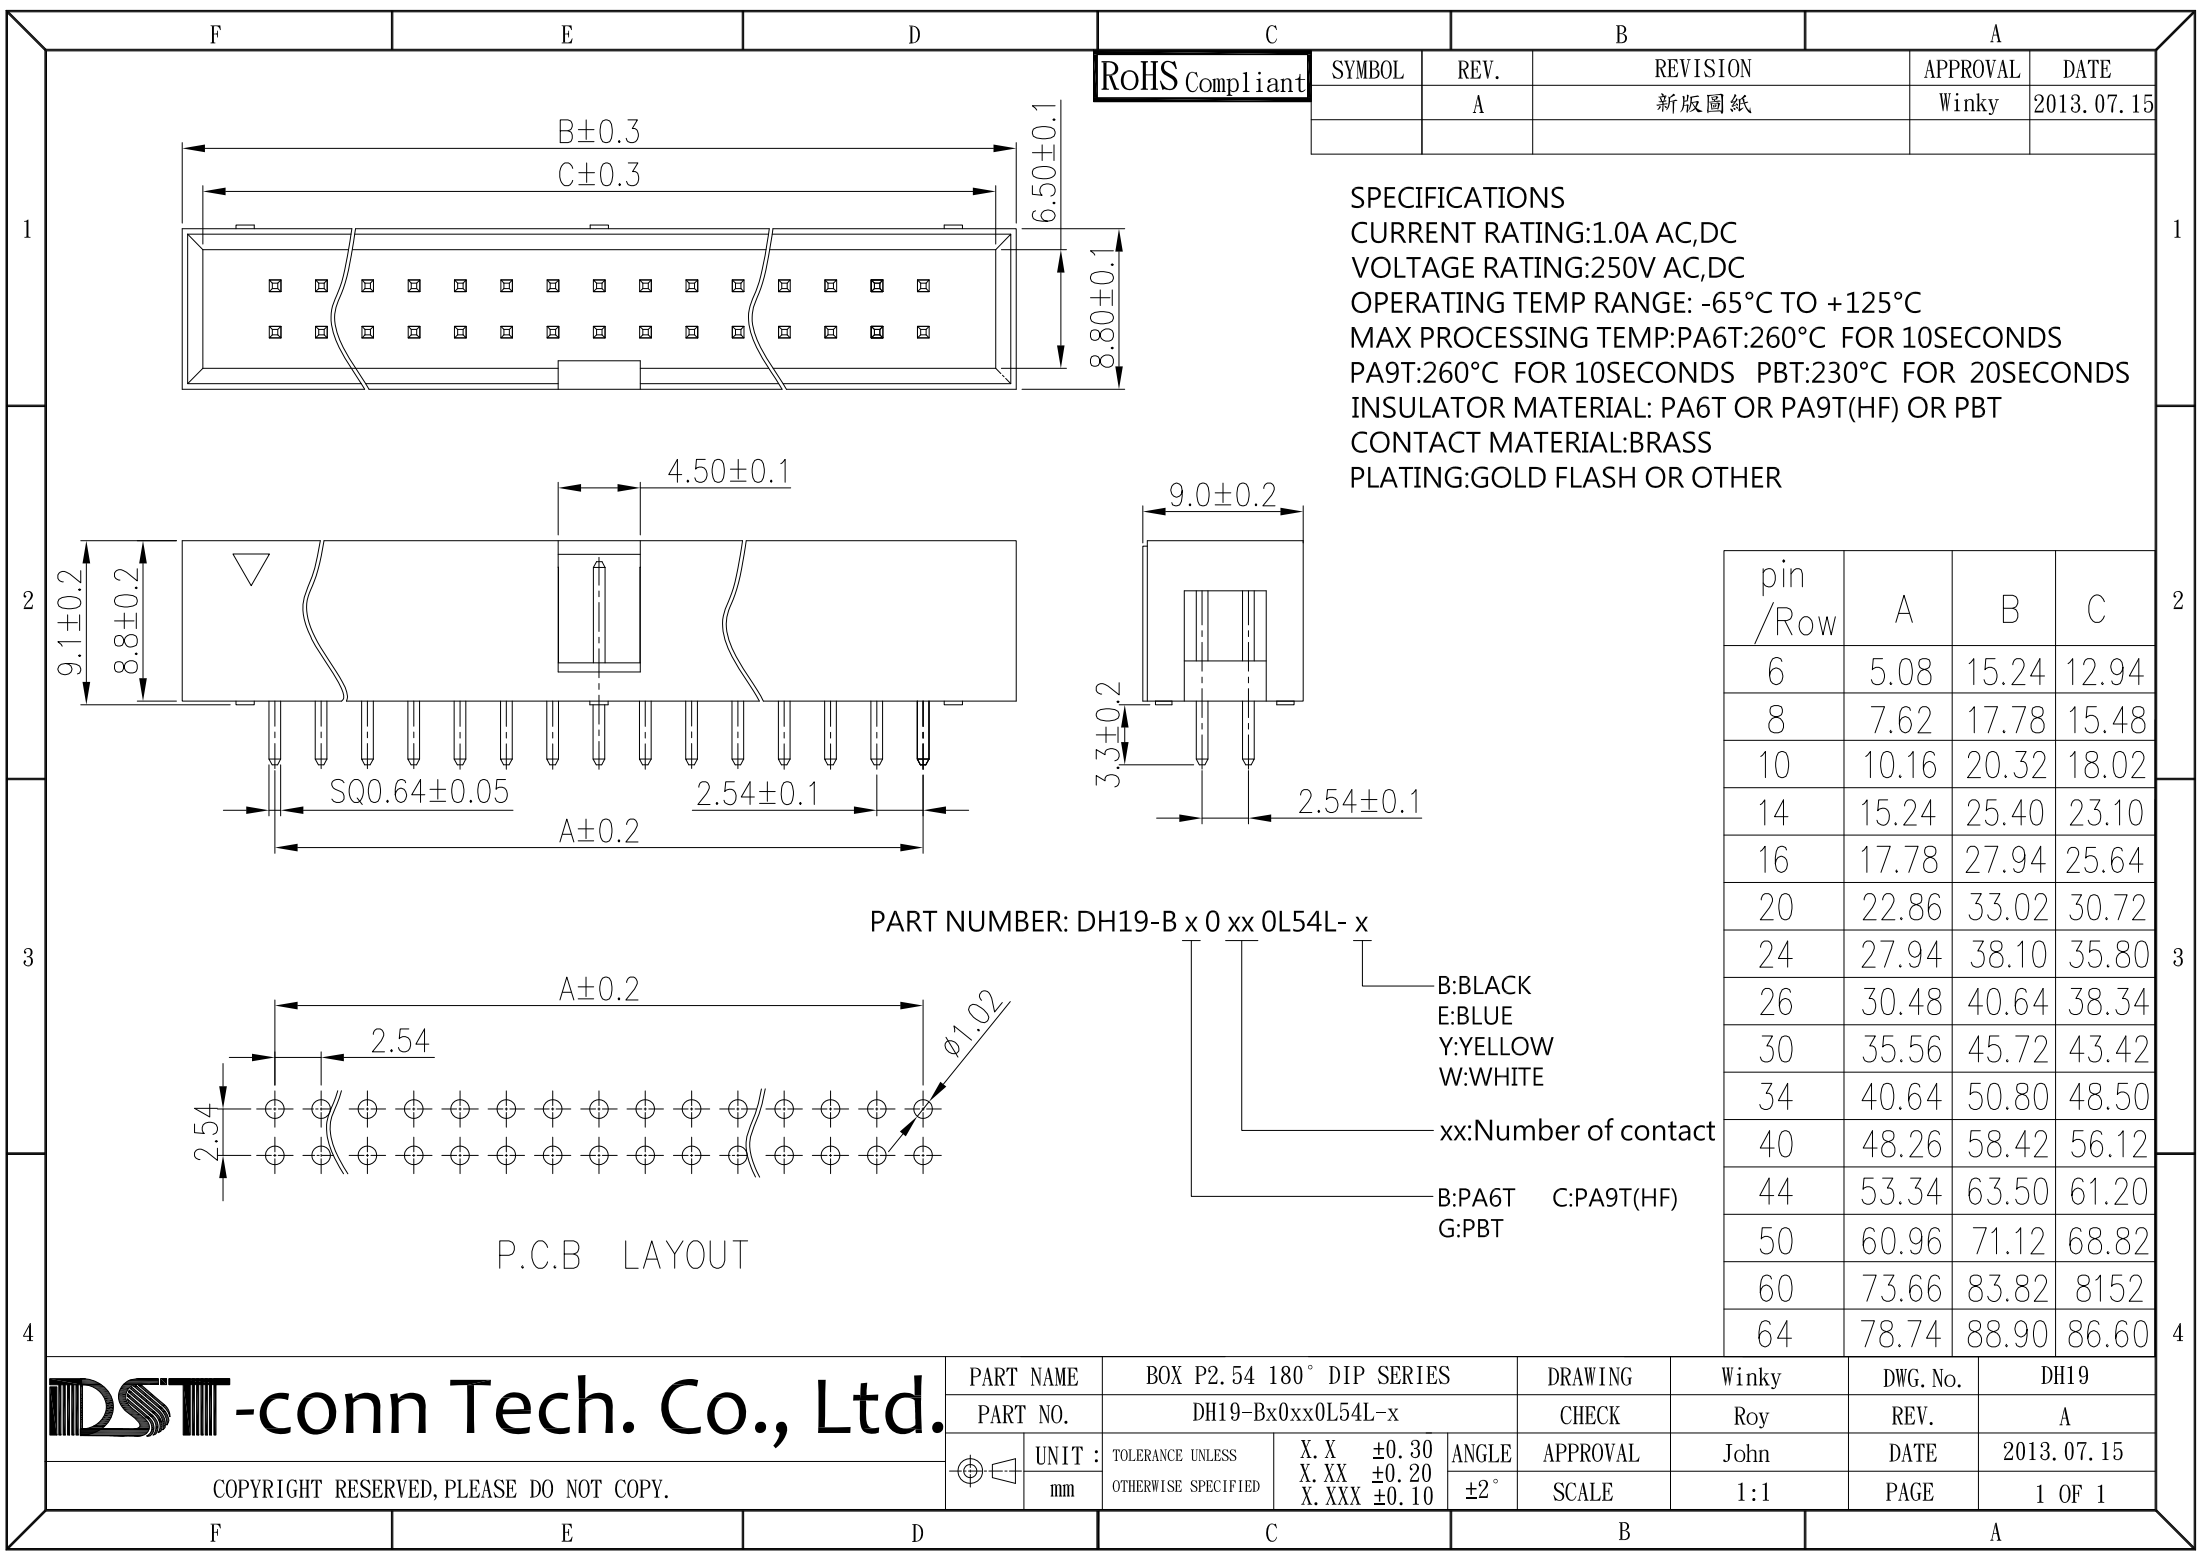 F E D C B A
RoHS Compliant
SYMBOL REV. REVISION APPROVAL DATE
A 新版圖紙 Winky 2013.07.15
B±0.3
C±0.3
6.50±0.1
8.80±0.1
1 1
SPECIFICATIONS
CURRENT RATING:1.0A AC,DC
VOLTAGE RATING:250V AC,DC
OPERATING TEMP RANGE: -65°C TO +125°C
MAX PROCESSING TEMP:PA6T:260°C FOR 10SECONDS
PA9T:260°C FOR 10SECONDS PBT:230°C FOR 20SECONDS
INSULATOR MATERIAL: PA6T OR PA9T(HF) OR PBT
CONTACT MATERIAL:BRASS
PLATING:GOLD FLASH OR OTHER
4.50±0.1
9.0±0.2
2 2
9.1±0.2
8.8±0.2
3.3±0.2
SQ0.64±0.05
2.54±0.1
2.54±0.1
A±0.2
pin /Row A B C
6 5.08 15.24 12.94
8 7.62 17.78 15.48
10 10.16 20.32 18.02
14 15.24 25.40 23.10
16 17.78 27.94 25.64
20 22.86 33.02 30.72
24 27.94 38.10 35.80
26 30.48 40.64 38.34
30 35.56 45.72 43.42
34 40.64 50.80 48.50
40 48.26 58.42 56.12
44 53.34 63.50 61.20
50 60.96 71.12 68.82
60 73.66 83.82 8152
64 78.74 88.90 86.60
3 3
PART NUMBER: DH19-B x 0 xx 0L54L- x
B:BLACK
E:BLUE
Y:YELLOW
W:WHITE
xx:Number of contact
B:PA6T C:PA9T(HF)
G:PBT
A±0.2
2.54
ø1.02
2.54
P.C.B LAYOUT
4 4
DST-conn Tech. Co., Ltd.
COPYRIGHT RESERVED,PLEASE DO NOT COPY.
PART NAME BOX P2.54 180° DIP SERIES DRAWING Winky DWG.No. DH19
PART NO. DH19-Bx0xx0L54L-x CHECK Roy REV. A
UNIT: mm
TOLERANCE UNLESS
OTHERWISE SPECIFIED
X.X ±0.30
X.XX ±0.20
X.XXX ±0.10
ANGLE ±2°
APPROVAL John DATE 2013.07.15
SCALE 1:1 PAGE 1 OF 1
F E D C B A